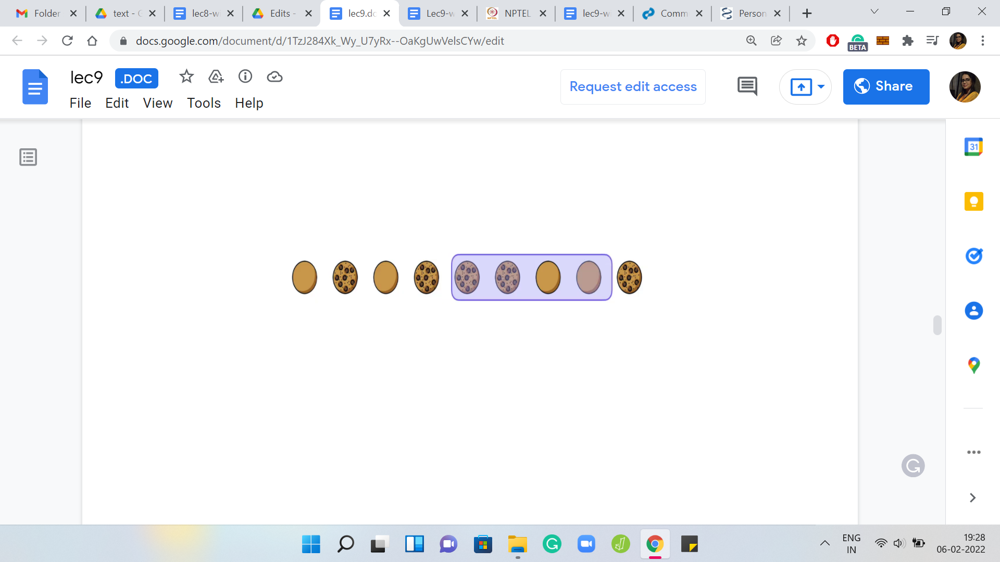 Folder
text - G
lec8-w
Edits -
lec9.dc
Lec9-w
NPTEL
lec9-w
Comm
Person
docs.google.com/document/d/1TzJ284Xk_Wy_U7yRx--OaKgUwVelsCYw/edit
BETA
lec9 .DOC
File Edit View Tools Help
Request edit access
Share
31
ENG
IN
19:28
06-02-2022